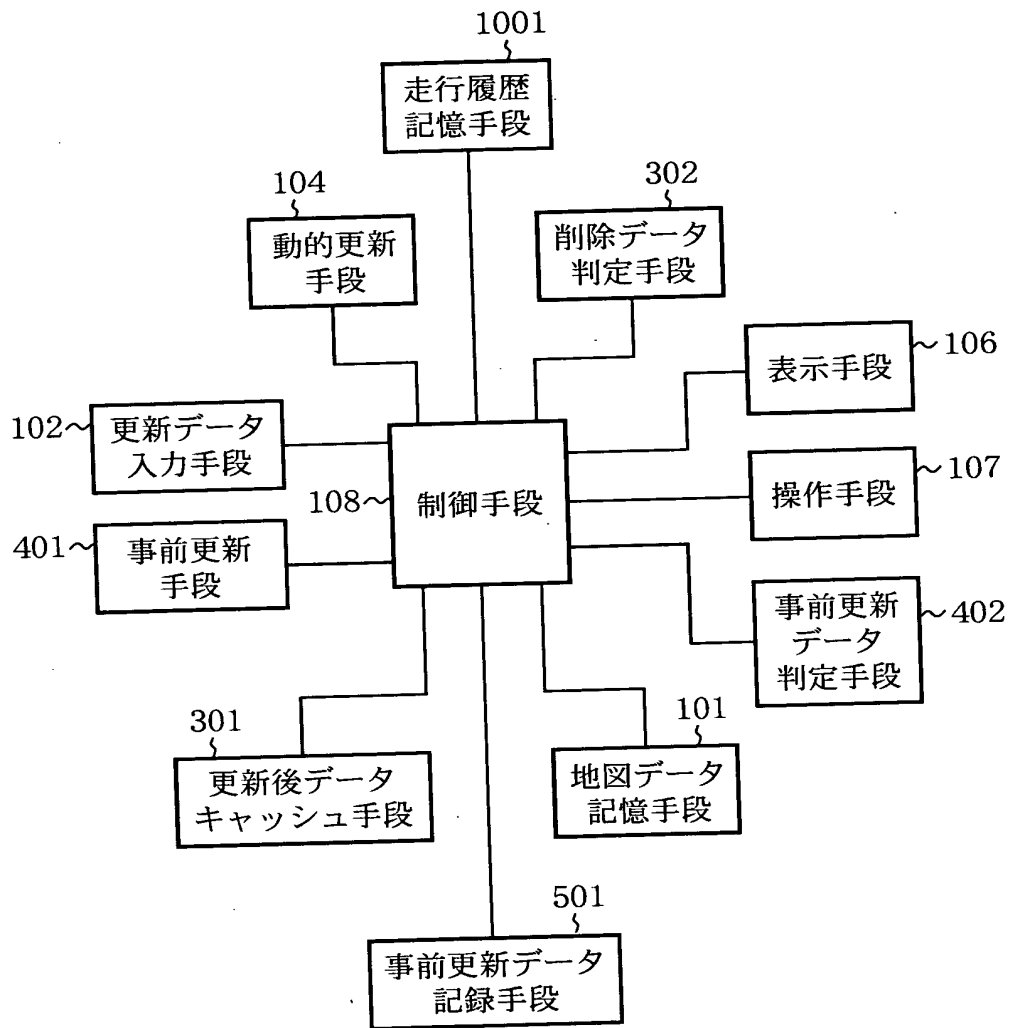 1001
走行履歴
記憶手段
104
動的更新
手段
302
削除データ
判定手段
表示手段
106
102
更新データ
入力手段
108
制御手段
操作手段
107
401
事前更新
手段
事前更新
データ
判定手段
402
301
更新後データ
キャッシュ手段
101
地図データ
記憶手段
501
事前更新データ
記録手段